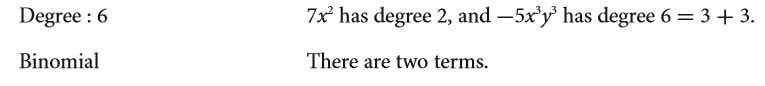 Degree : 6 7x² has degree 2, and −5x³y³ has degree 6 = 3 + 3.
Binomial There are two terms.